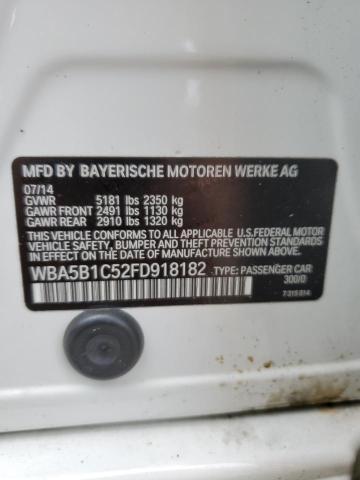 MFD BY BAYERISCHE MOTOREN WERKE AG
07/14
GVWR 5181 lbs 2350 kg
GAWR FRONT 2491 lbs 1130 kg
GAWR REAR 2910 lbs 1320 kg
THIS VEHICLE CONFORMS TO ALL APPLICABLE U.S.FEDERAL MOTOR
VEHICLE SAFETY, BUMPER, AND THEFT PREVENTION STANDARDS IN
EFFECT ON THE DATE OF MANUFACTURE SHOWN ABOVE.
WBA5B1C52FD918182 TYPE: PASSENGER CAR
300/0